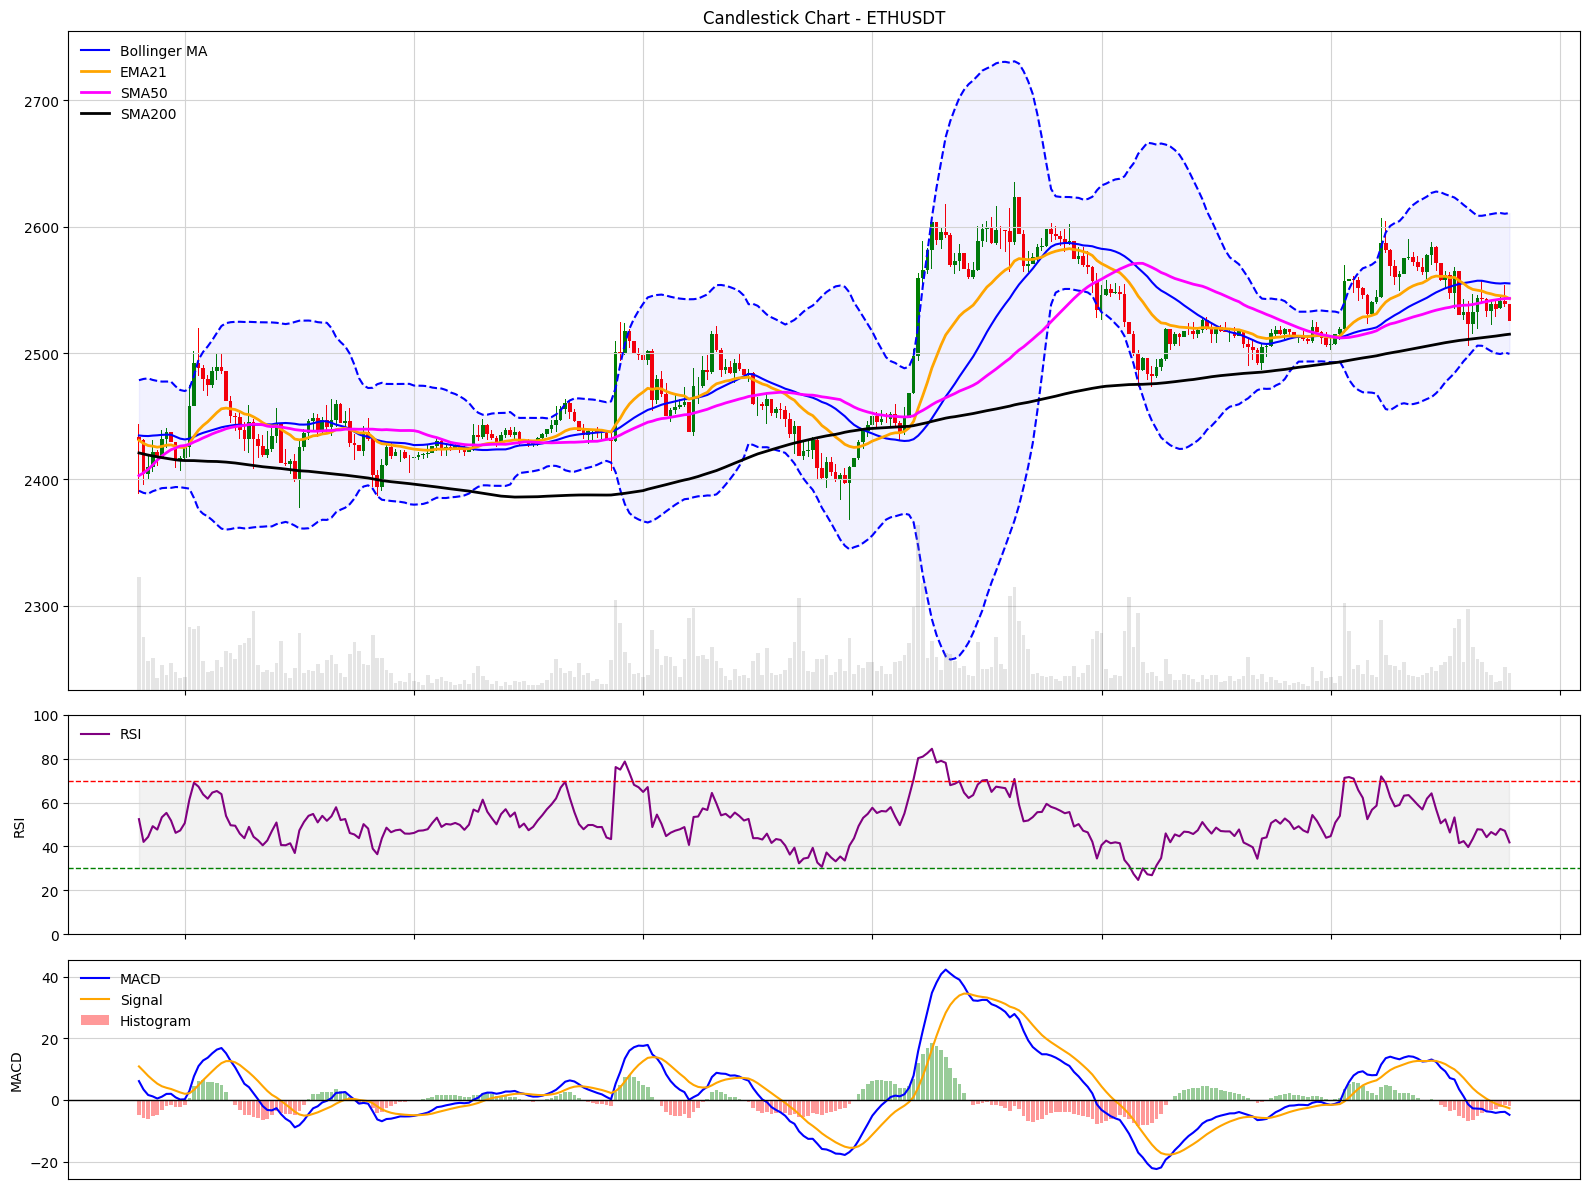 Candlestick Chart - ETHUSDT
Bollinger MA
EMA21
SMA50
SMA200
2700
2600
2500
2400
2300
100
80
60
40
20
0
RSI
RSI
40
20
0
−20
MACD
MACD
Signal
Histogram